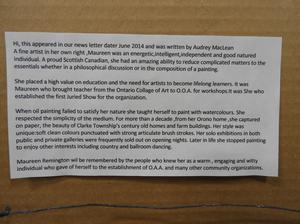 Hi, this appeared in our news letter dater June 2014 and was written by Audrey MacLean
A fine artist in her own right ,Maureen was an energetic,intelligent,independent and good natured
individual. A proud Scottish Canadian, she had an amazing ability to reduce complicated matters to the
essentials whether in a philosophical discussion or in the composition of a painting.
She placed a high value on education and the need for artists to become lifelong learners. It was
Maureen who brought teacher from the Ontario Collage of Art to O.O.A. for workshops.it was She who
established the first Juried Show for the organization.
When oil painting failed to satisfy her nature she taught herself to paint with watercolours. She
respected the simplicity of the medium. For more than a decade ,from her Orono home ,she captured
on paper, the beauty of Clarke Township's century old homes and farm buildings. Her style was
unique:soft clean colours punctuated with strong articulate brush strokes. Her solo exhibitions in both
public and private galleries were frequently sold out on opening nights. Later in life she stopped painting
to enjoy other interests including country and ballroom dancing.
Maureen Remington wil be remembered by the people who knew her as a warm , engaging and witty
individual who gave of herself to the establishment of O.A.A. and many other community organizations.